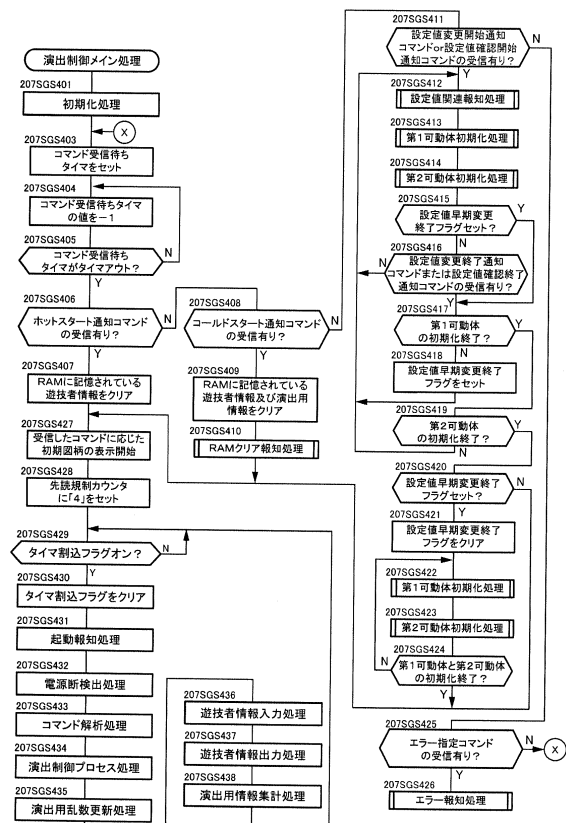 演出制御メイン処理
207SGS401
初期化処理
X
207SGS403
コマンド受信待ち
タイマをセット
207SGS404
コマンド受信待ちタイマ
の値を－1
207SGS405
コマンド受信待ち
タイマがタイムアウト？
N
Y
207SGS406
ホットスタート通知コマンド
の受信有り？
N
Y
207SGS407
RAMに記憶されている
遊技者情報をクリア
207SGS427
受信したコマンドに応じた
初期図柄の表示開始
207SGS428
先読規制カウンタ
に「4」をセット
207SGS429
タイマ割込フラグオン？
N
Y
207SGS430
タイマ割込フラグをクリア
207SGS431
起動報知処理
207SGS432
電源断検出処理
207SGS433
コマンド解析処理
207SGS434
演出制御プロセス処理
207SGS435
演出用乱数更新処理
207SGS408
コールドスタート通知コマンド
の受信有り？
N
Y
207SGS409
RAMに記憶されている
遊技者情報及び演出用
情報をクリア
207SGS410
RAMクリア報知処理
207SGS436
遊技者情報入力処理
207SGS437
遊技者情報出力処理
207SGS438
演出用情報集計処理
207SGS411
設定値変更開始通知
コマンドor設定値確認開始
通知コマンドの受信有り？
N
Y
207SGS412
設定値関連報知処理
207SGS413
第1可動体初期化処理
207SGS414
第2可動体初期化処理
207SGS415
設定値早期変更
終了フラグセット？
Y
N
207SGS416
設定値変更終了通知
コマンドまたは設定値確認終了
通知コマンドの受信有り？
N
Y
207SGS417
第1可動体
の初期化終了？
Y
N
207SGS418
設定値早期変更終了
フラグをセット
207SGS419
第2可動体
の初期化終了？
N
Y
207SGS420
設定値早期変更終了
フラグセット？
N
Y
207SGS421
設定値早期変更終了
フラグをクリア
207SGS422
第1可動体初期化処理
207SGS423
第2可動体初期化処理
207SGS424
第1可動体と第2可動体
の初期化終了？
N
Y
207SGS425
エラー指定コマンド
の受信有り？
N
X
Y
207SGS426
エラー報知処理